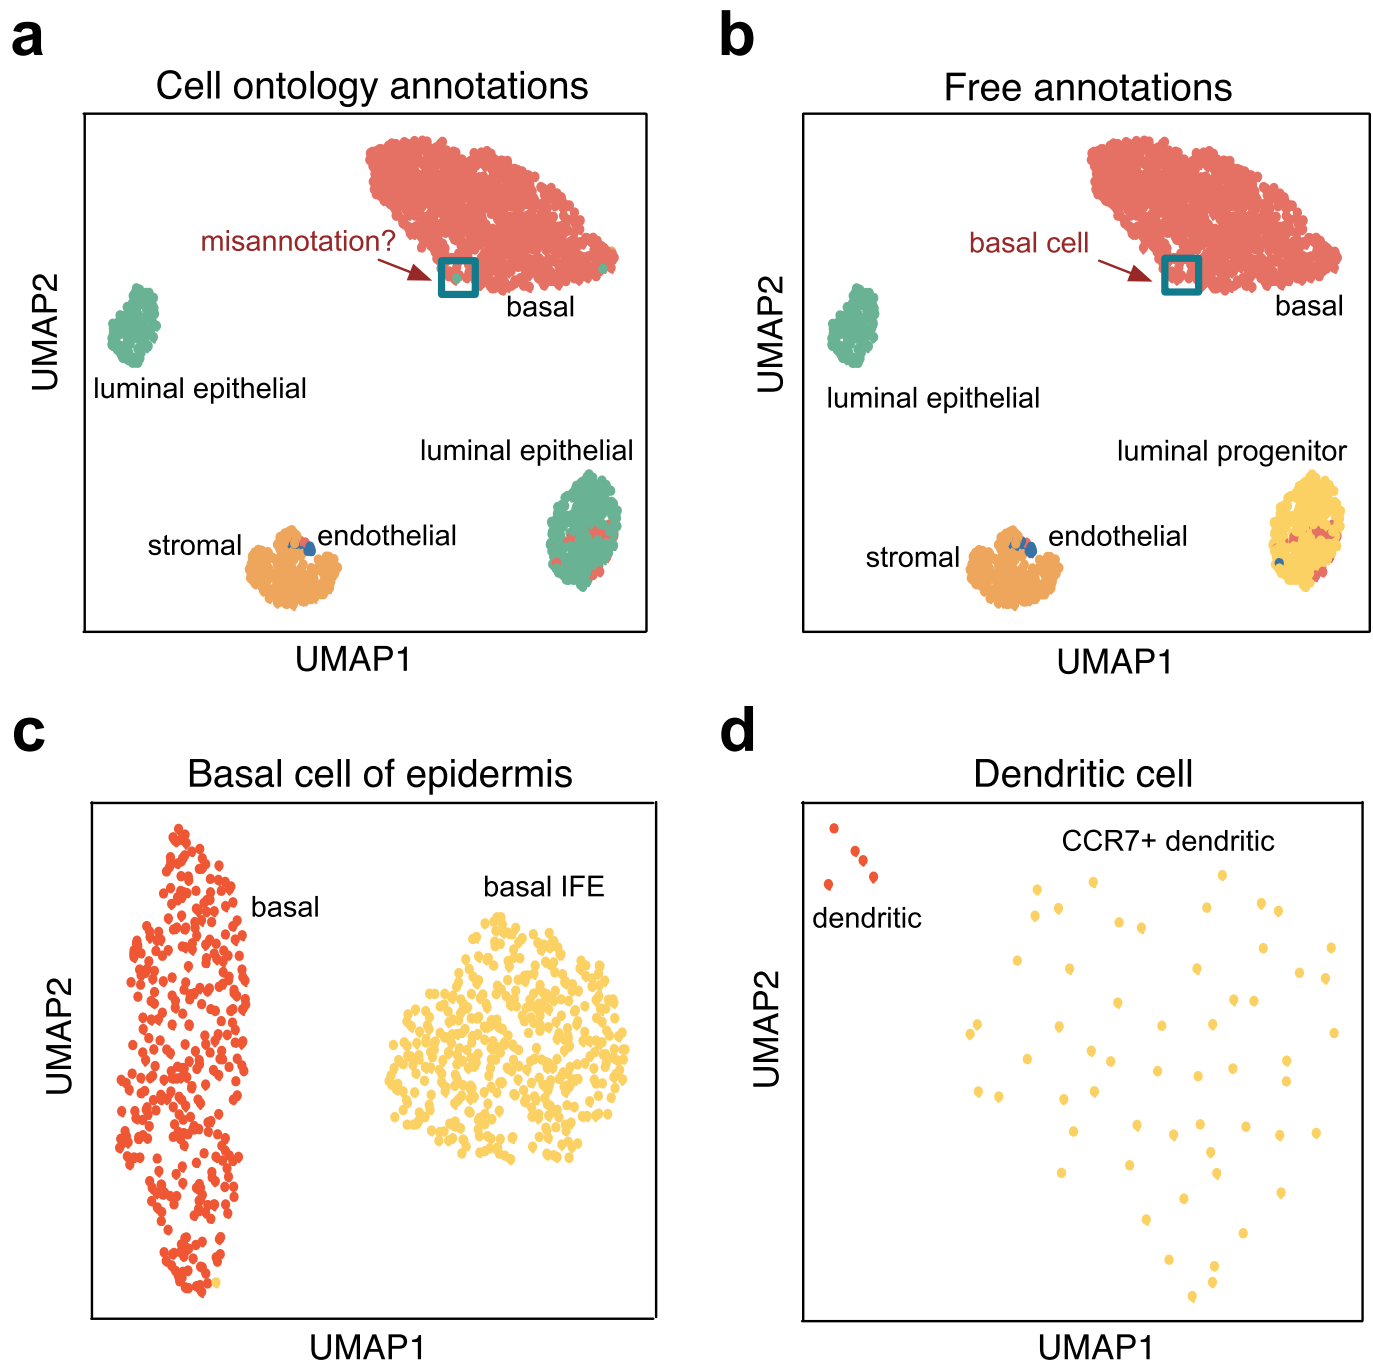 a
Cell ontology annotations
misannotation?
basal
luminal epithelial
luminal epithelial
stromal
endothelial
UMAP2
UMAP1
b
Free annotations
basal cell
basal
luminal epithelial
luminal progenitor
stromal
endothelial
UMAP2
UMAP1
c
Basal cell of epidermis
basal
basal IFE
UMAP2
UMAP1
d
Dendritic cell
CCR7+ dendritic
dendritic
UMAP2
UMAP1